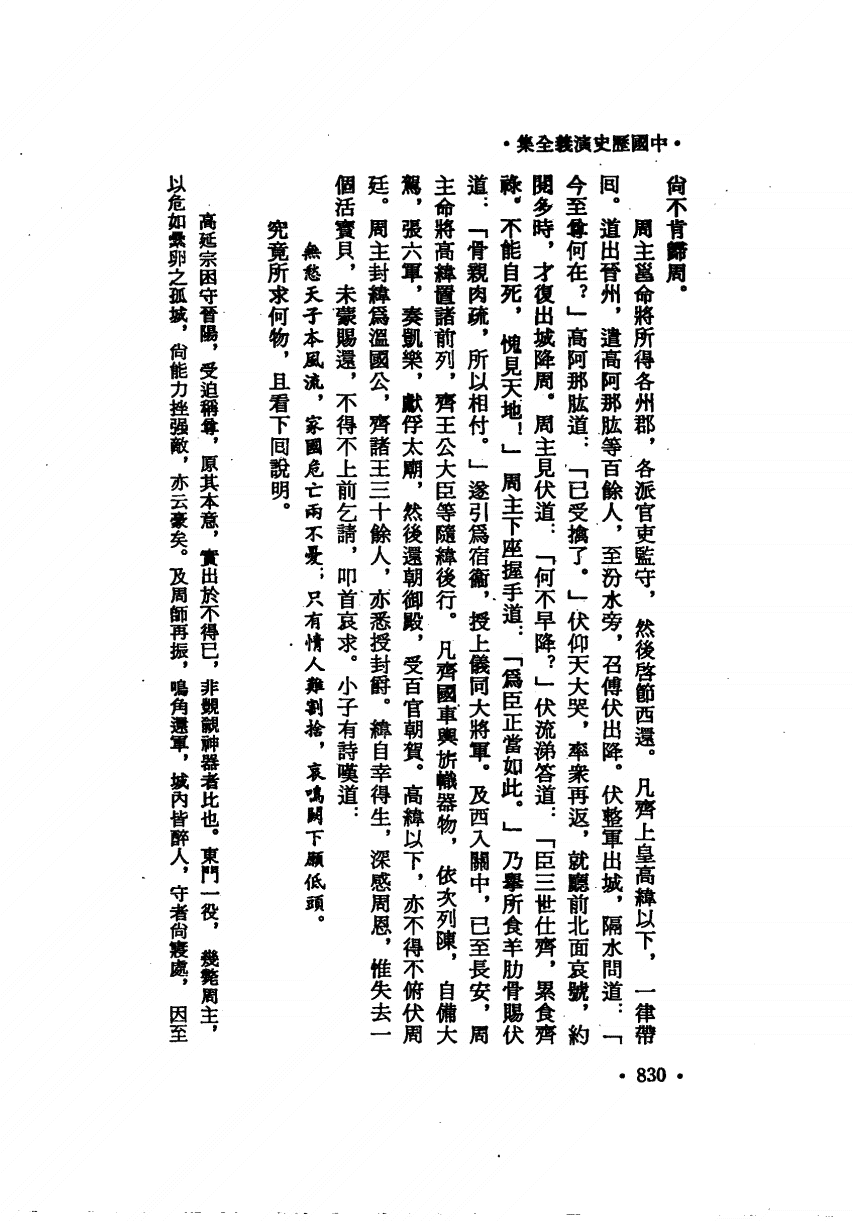 ·中國歷史演義全集·
尙不肯歸周。
周主邕命將所得各州郡，各派官吏監守，然後啓節西還。凡齊上皇高緯以下，一律帶
囘。道出晉州，遣高阿那肱等百餘人，至汾水旁，召傅伏出降。伏整軍出城，隔水問道：「
今至尊何在？」高阿那肱道：「已受擒了。」伏仰天大哭，率衆再返，就廳前北面哀號，約
閱多時，才復出城降周。周主見伏道：「何不早降？」伏流涕答道：「臣三世仕齊，累食齊
祿。不能自死，愧見天地！」周主下座握手道：「爲臣正當如此。」乃舉所食羊肋骨賜伏
道：「骨親肉疏，所以相付。」遂引爲宿衞，授上儀同大將軍。及西入關中，已至長安，周
主命將高緯置諸前列，齊王公大臣等隨緯後行。凡齊國車輿旂幟器物，依次列陳，自備大
駕，張六軍，奏凱樂，獻俘太廟，然後還朝御殿，受百官朝賀。高緯以下，亦不得不俯伏周
廷。周主封緯爲溫國公，齊諸王三十餘人，亦悉授封爵。緯自幸得生，深感周恩，惟失去一
個活寶貝，未蒙賜還，不得不上前乞請，叩首哀求。小子有詩嘆道：
無愁天子本風流，家國危亡兩不憂；只有情人難割捨，哀鳴闕下願低頭。
究竟所求何物，且看下囘說明。
高延宗困守晉陽，受迫稱尊，原其本意，實出於不得已，非覬覦神器者比也。東門一役，幾斃周主，
以危如纍卵之孤城，尙能力挫强敵，亦云豪矣。及周師再振，鳴角還軍，城內皆醉人，守者尙寢處，因至
·830·